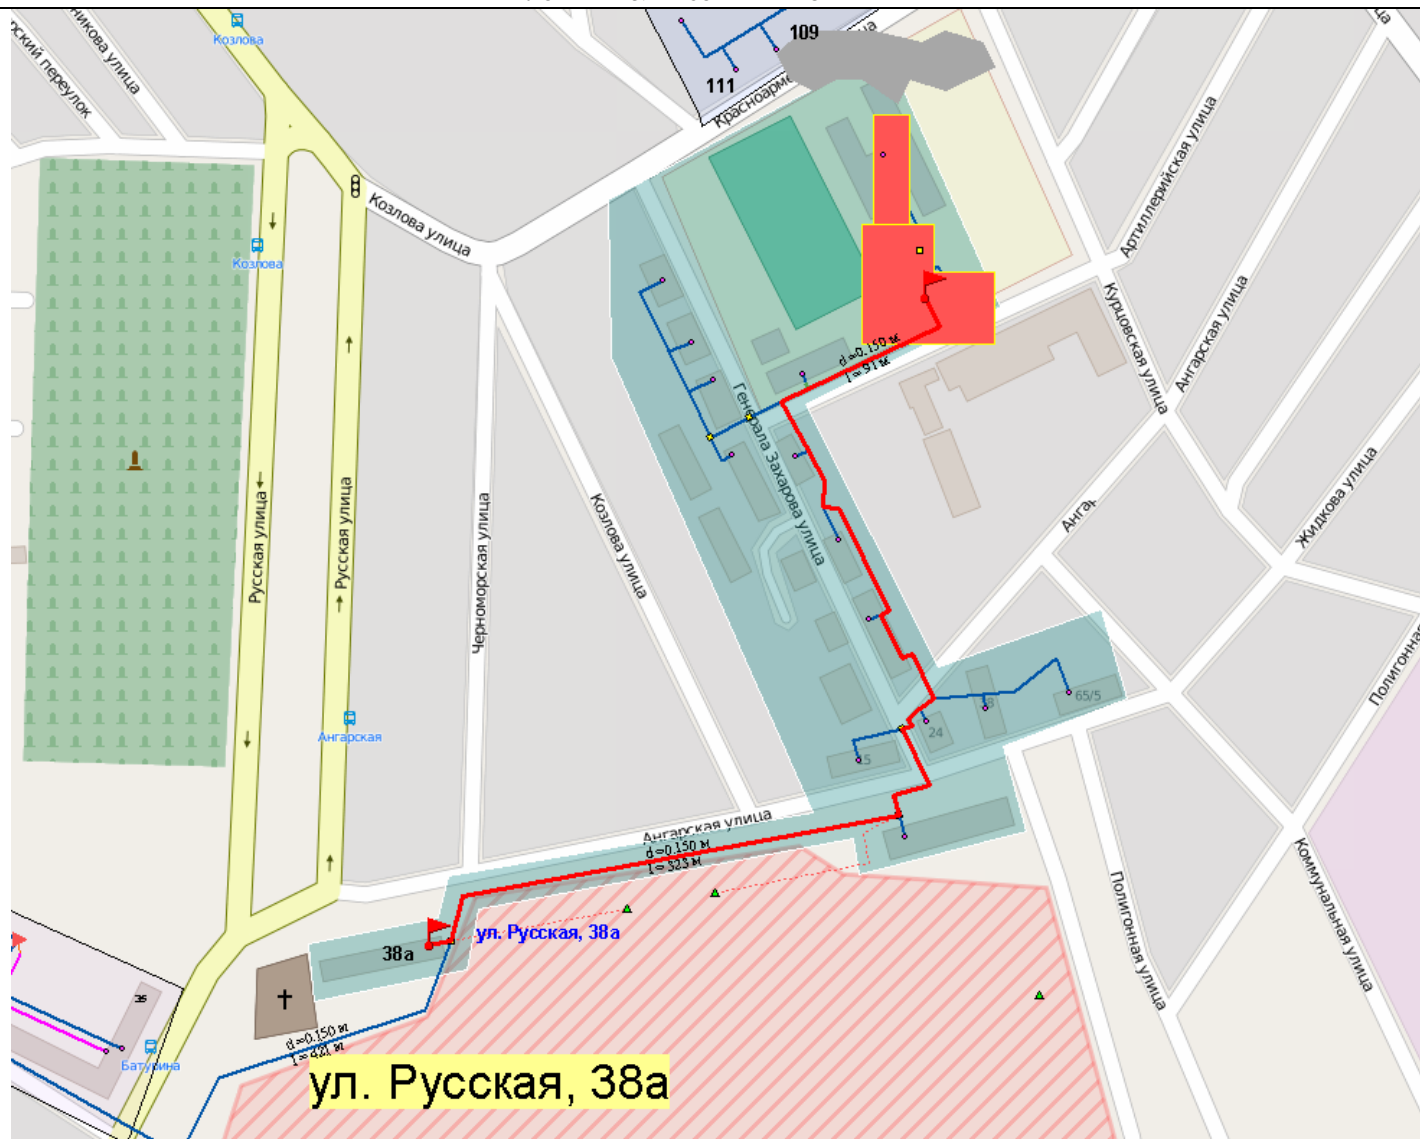 Козлова
109
111
Козлова улица
Козлова
d=0.150 м
l=91 м
Генерала Захарова улица
Артиллерийская улица
Курцовская улица
Ангарская улица
Жидкова улица
Русская улица
Русская улица
Черноморская улица
Козлова улица
65/5
24
Ангарская
Ангарская улица
d=0.150 м
l=323 м
ул. Русская, 38а
38а
Полигонная улица
Коммунальная улица
d=0.150 м
l=421 м
Батурина
ул. Русская, 38а